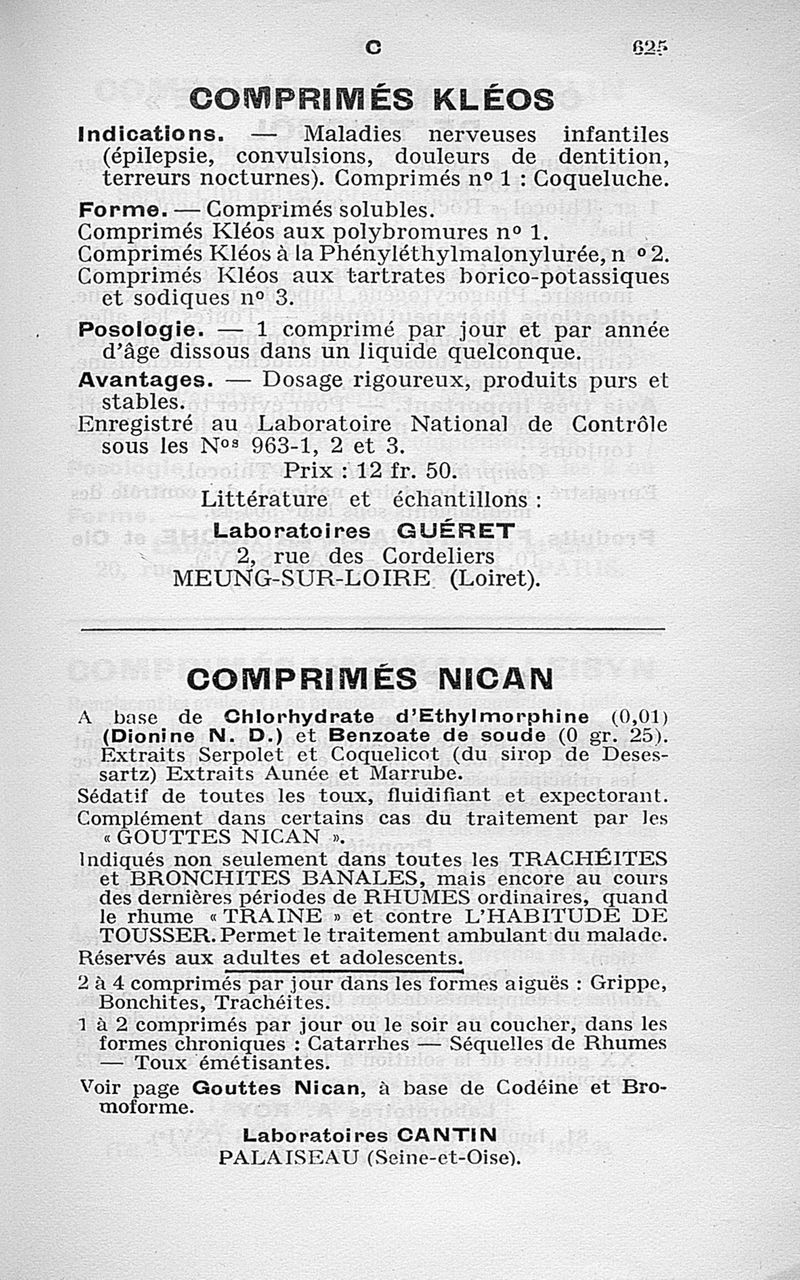 C 625
COMPRIMÉS KLÉOS
Indications. — Maladies nerveuses infantiles
(épilepsie, convulsions, douleurs de dentition,
terreurs nocturnes). Comprimés nº 1 : Coqueluche.
Forme. — Comprimés solubles.
Comprimés Kléos aux polybromures nº 1.
Comprimés Kléos à la Phényléthylmalonylurée, n º 2.
Comprimés Kléos aux tartrates borico-potassiques
et sodiques nº 3.
Posologie. — 1 comprimé par jour et par année
d'âge dissous dans un liquide quelconque.
Avantages. — Dosage rigoureux, produits purs et
stables.
Enregistré au Laboratoire National de Contrôle
sous les Nos 963-1, 2 et 3.
Prix : 12 fr. 50.
Littérature et échantillons :
Laboratoires GUÉRET
2, rue des Cordeliers
MEUNG-SUR-LOIRE (Loiret).
COMPRIMÉS NICAN
A base de Chlorhydrate d'Ethylmorphine (0,01)
(Dionine N. D.) et Benzoate de soude (0 gr. 25).
Extraits Serpolet et Coquelicot (du sirop de Deses-
sartz) Extraits Aunée et Marrube.
Sédatif de toutes les toux, fluidifiant et expectorant.
Complément dans certains cas du traitement par les
« GOUTTES NICAN ».
Indiqués non seulement dans toutes les TRACHÉITES
et BRONCHITES BANALES, mais encore au cours
des dernières périodes de RHUMES ordinaires, quand
le rhume « TRAINE » et contre L'HABITUDE DE
TOUSSER. Permet le traitement ambulant du malade.
Réservés aux adultes et adolescents.
2 à 4 comprimés par jour dans les formes aiguës : Grippe,
Bonchites, Trachéites.
1 à 2 comprimés par jour ou le soir au coucher, dans les
formes chroniques : Catarrhes — Séquelles de Rhumes
— Toux émétisantes.
Voir page Gouttes Nican, à base de Codéine et Bro-
moforme.
Laboratoires CANTIN
PALAISEAU (Seine-et-Oise).